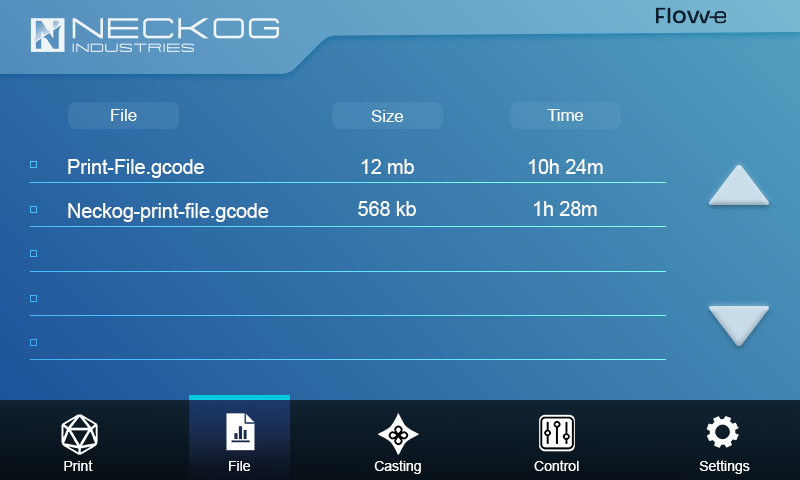 NECKOG
INDUSTRIES
Flowe
File Size Time
Print-File.gcode 12 mb 10h 24m
Neckog-print-file.gcode 568 kb 1h 28m
Print File Casting Control Settings